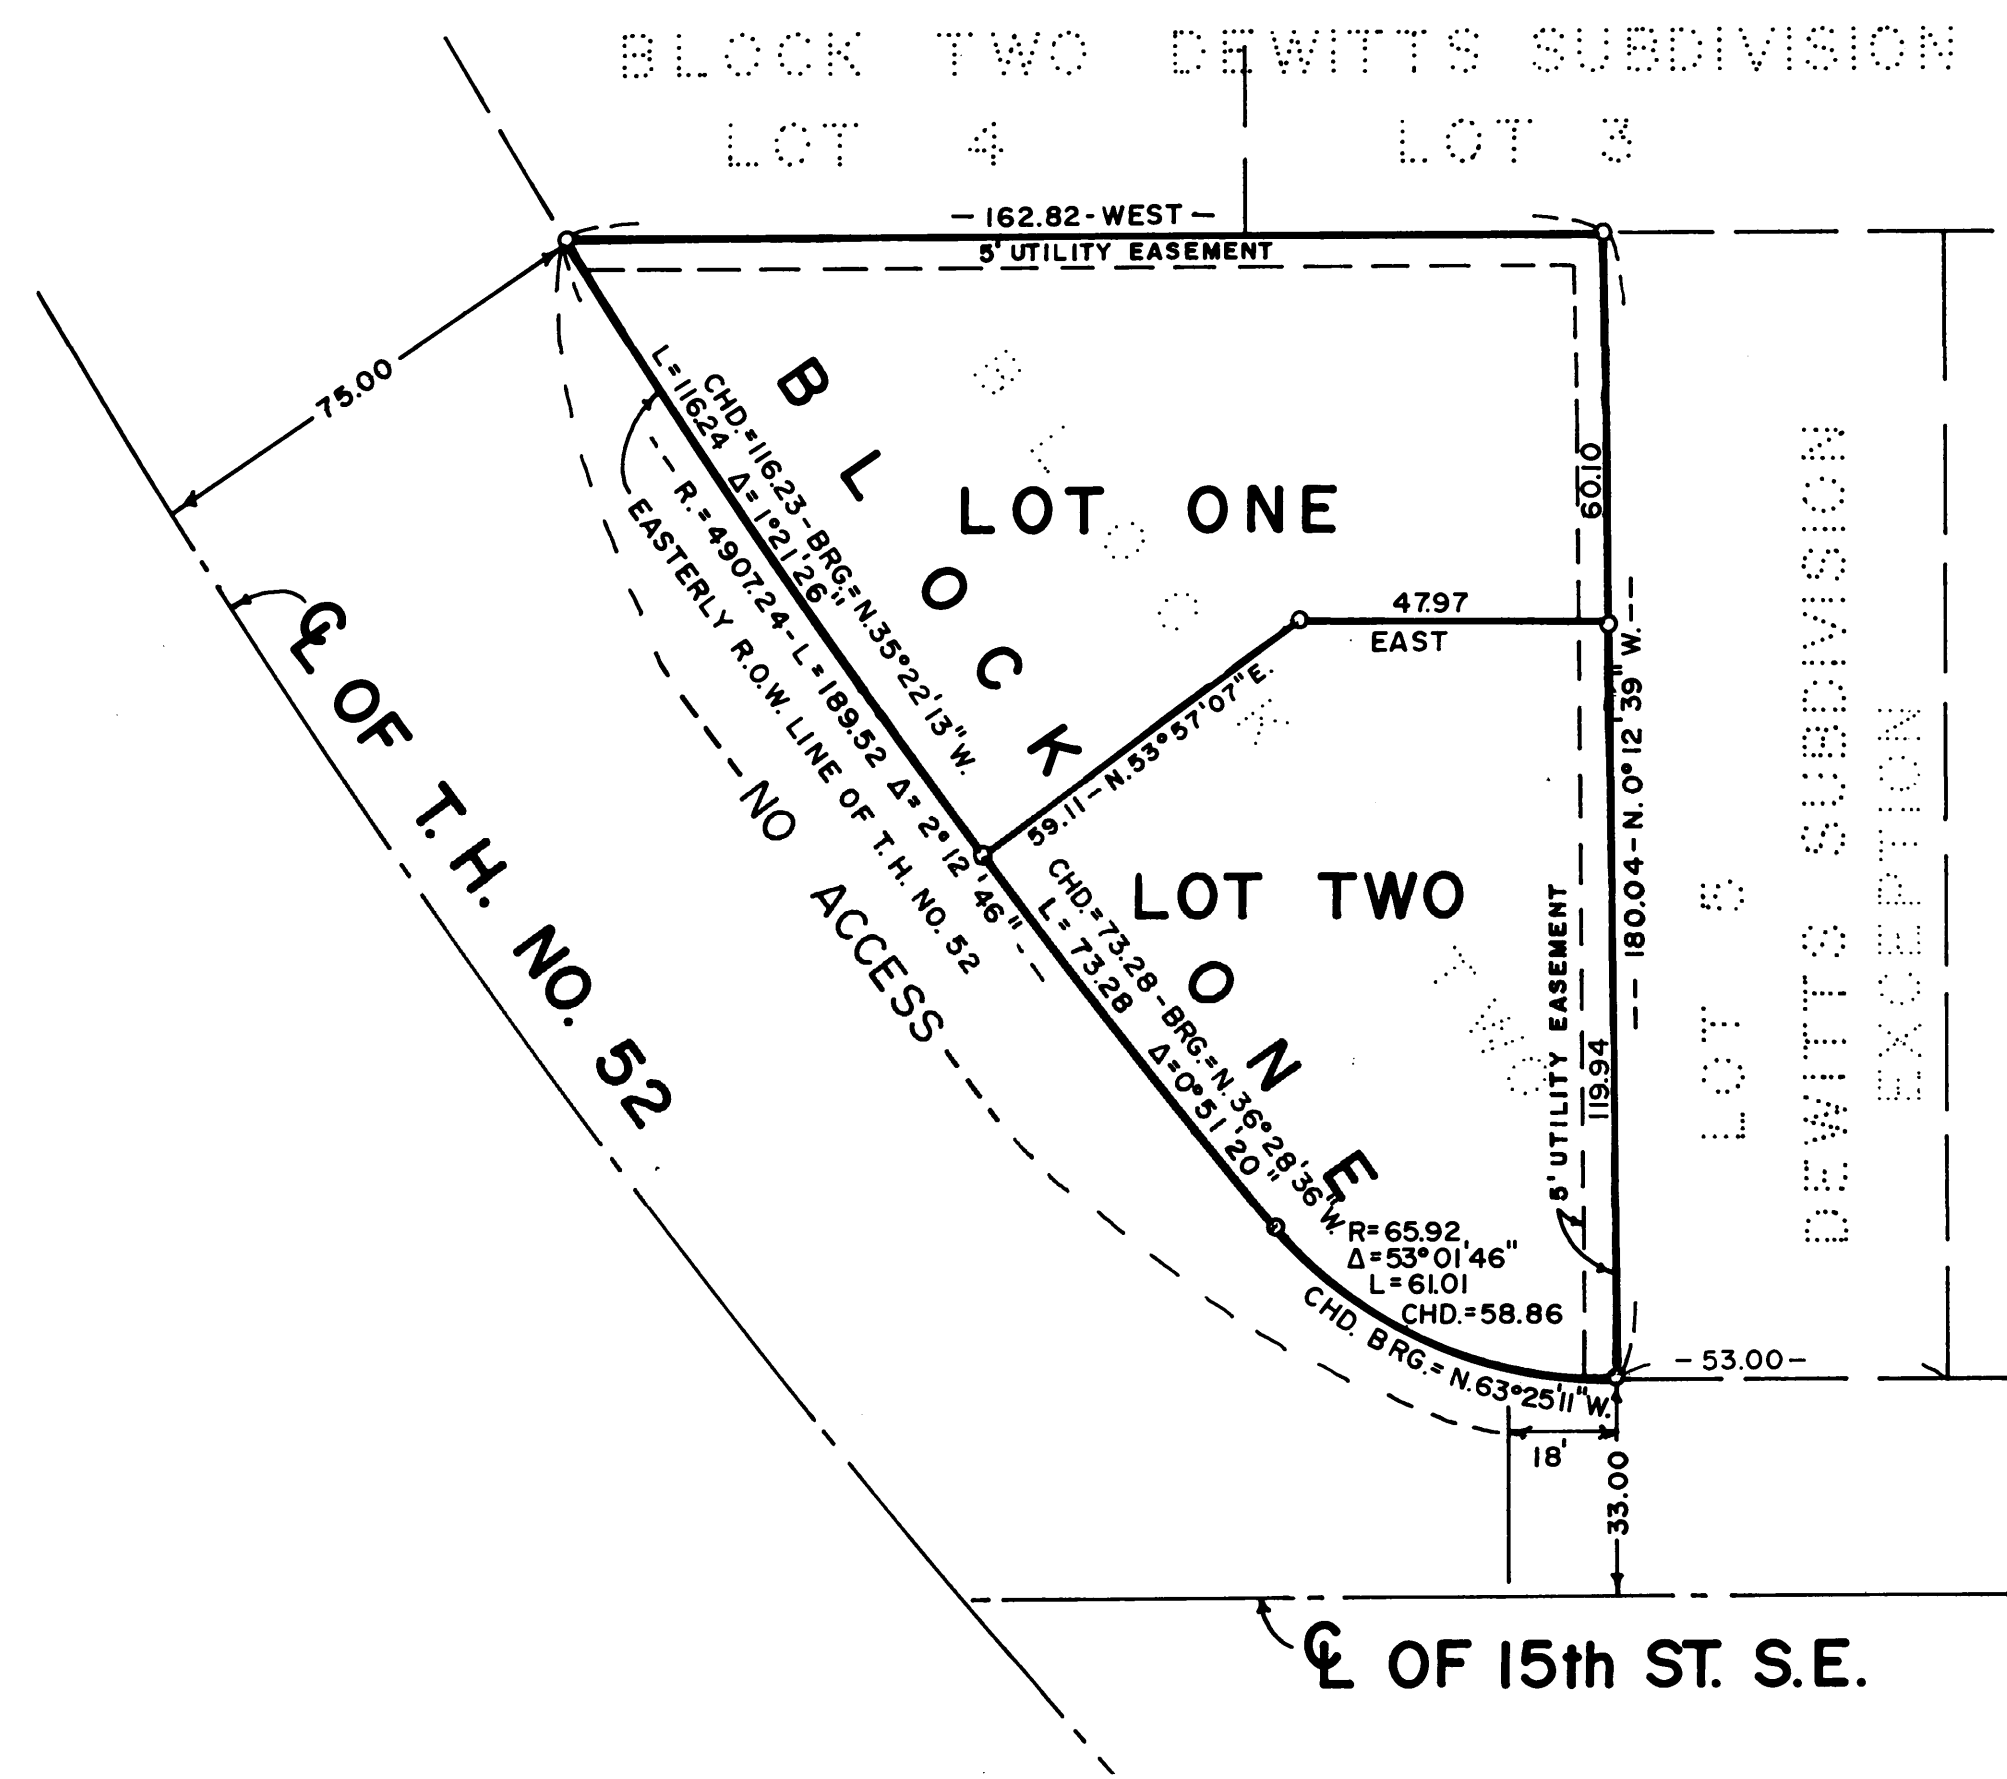 BLOCK TWO DEWITTS SUBDIVISION
LOT 4
LOT 3
— 162.82 - WEST —
5' UTILITY EASEMENT
75.00
L=116.24 Δ=1°21'26"
CHD.=116.23-BRG.=N.35°22'13"W.
BLOCK ONE
BLOCK TWO
LOT ONE
60.10
R.=4907.24-L=189.52 Δ=2°12'46"
EASTERLY R.O.W. LINE OF T.H. NO. 52
47.97
EAST
59.11-N.53°57'07"E.
℄ OF T.H. NO. 52
NO ACCESS
LOT TWO
CHD.=73.28-BRG.=N.36°28'36"W.
L=73.28
Δ=0°51'20"
180.04-N.0°12'39"W.
119.94
5' UTILITY EASEMENT
LOT 5
DEWITTS SUBDIVISION
EXCEPTION
R=65.92
Δ=53°01'46"
L=61.01
CHD.=58.86
CHD. BRG.=N.63°25'11"W.
-53.00-
18'
33.00
℄ OF 15th ST. S.E.